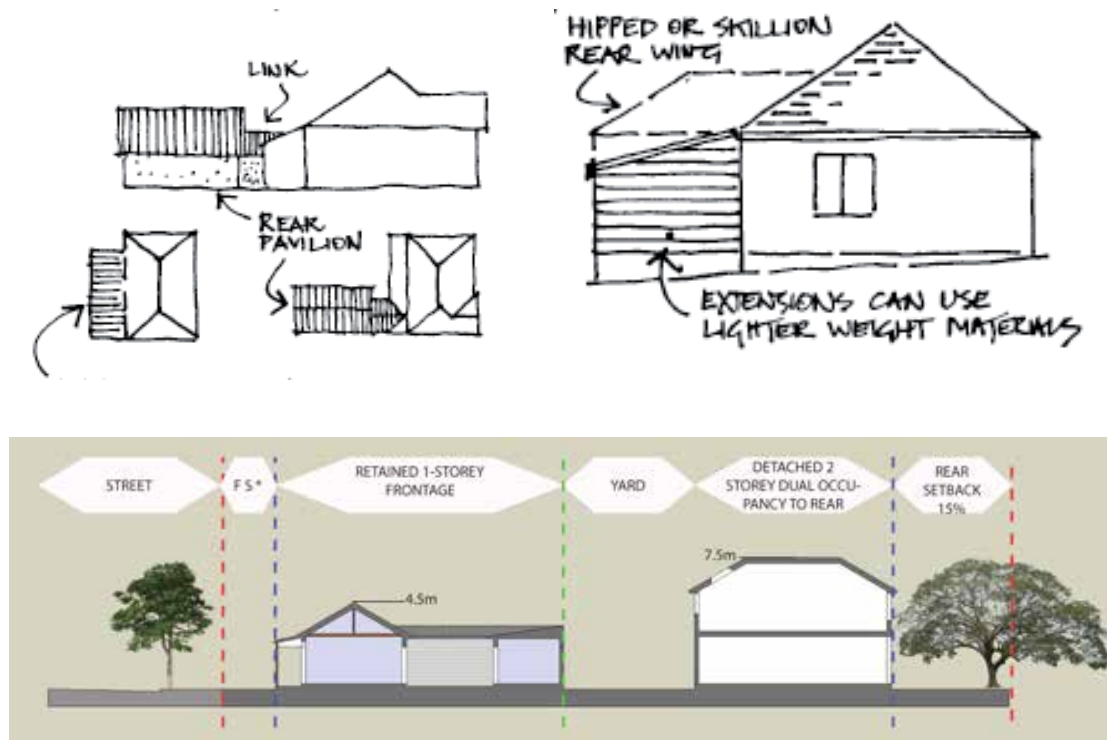 LINK
HIPPED OR SKILLION
REAR WING
REAR
PAVILION
EXTENSIONS CAN USE
LIGHTER WEIGHT MATERIALS
STREET
F S*
RETAINED 1-STOREY
FRONTAGE
YARD
DETACHED 2
STOREY DUAL OCCU-
PANCY TO REAR
REAR
SETBACK
15%
7.5m
4.5m